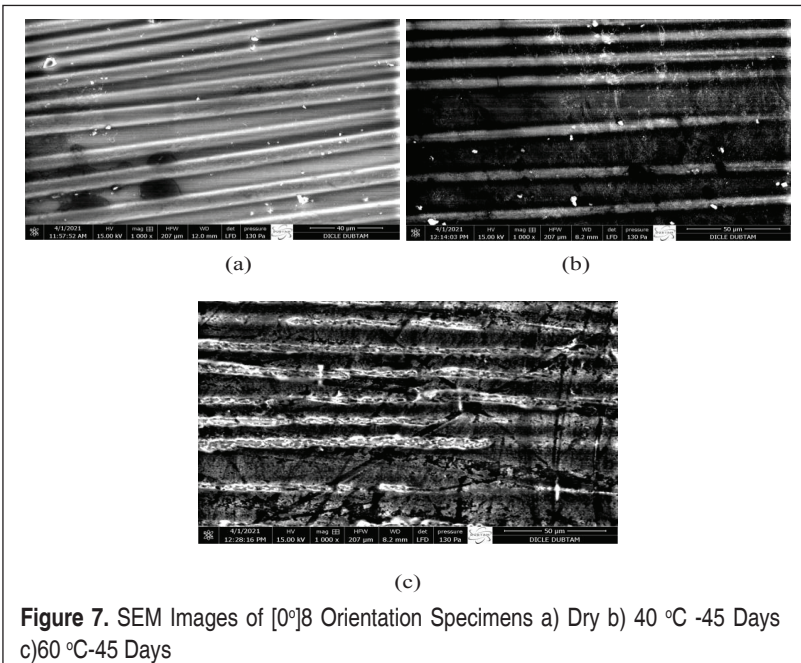 4/1/2021 HV mag HFW WD det pressure 40 µm
11:57:52 AM 15.00 kV 1 000 x 207 µm 12.0 mm LFD 130 Pa DICLE DUBTAM
4/1/2021 HV mag HFW WD det pressure 50 µm
12:14:03 PM 15.00 kV 1 000 x 207 µm 8.2 mm LFD 130 Pa DICLE DUBTAM
(a) (b)
4/1/2021 HV mag HFW WD det pressure 50 µm
12:28:16 PM 15.00 kV 1 000 x 207 µm 8.2 mm LFD 130 Pa DICLE DUBTAM
(c)
Figure 7. SEM Images of [0º]8 Orientation Specimens a) Dry b) 40 ºC -45 Days
c)60 ºC-45 Days